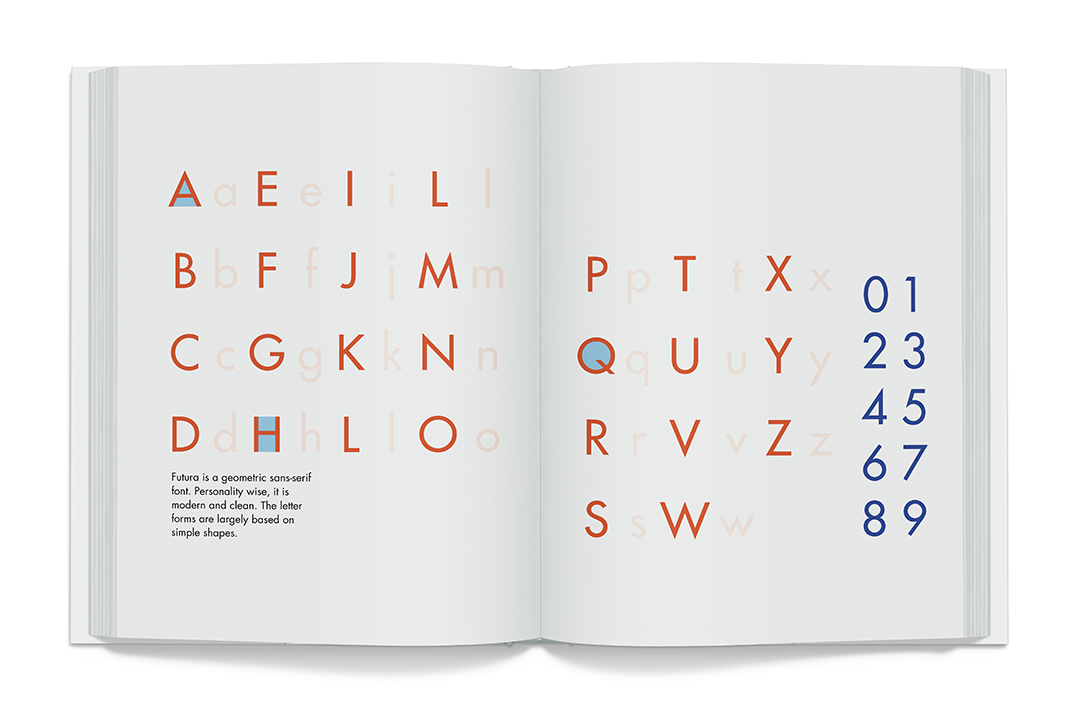 A a E e I i L l
B b F f J j M m
C c G g K k N n
D d H h L l O o
Futura is a geometric sans-serif
font. Personality wise, it is
modern and clean. The letter
forms are largely based on
simple shapes.
P p T t X x
Q q U u Y y
R r V v Z z
S s W w
0 1
2 3
4 5
6 7
8 9